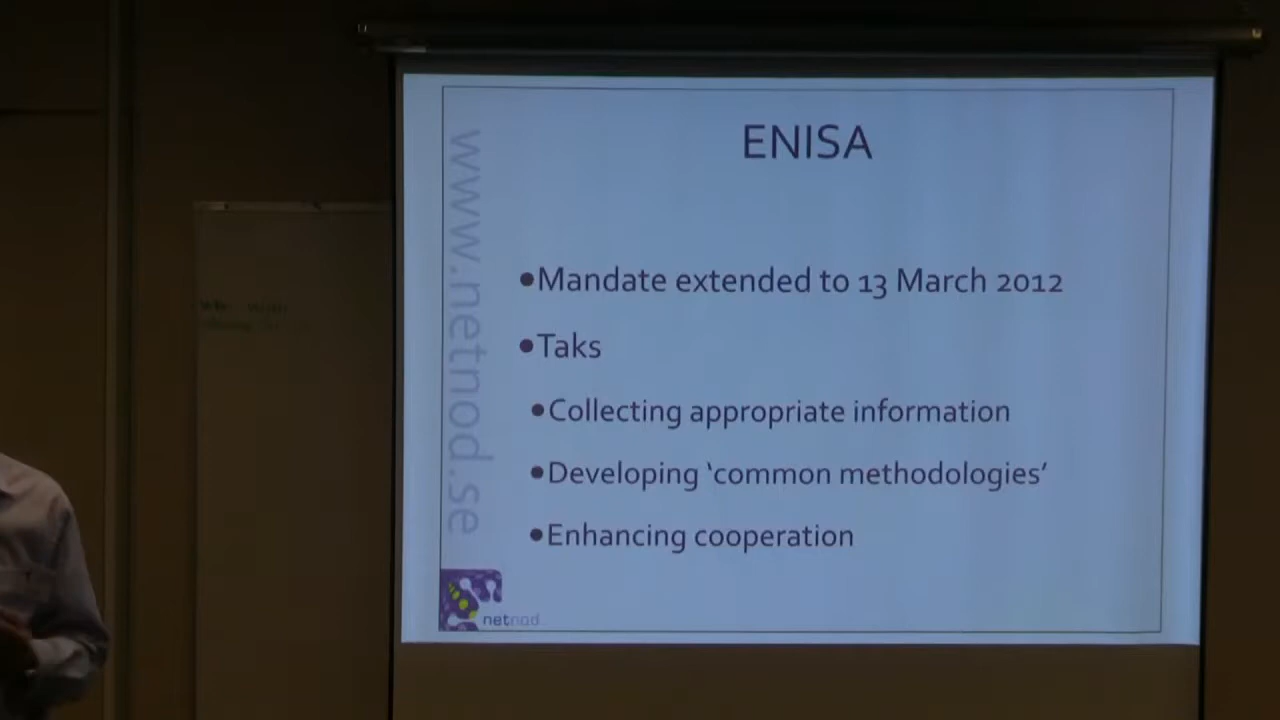 ENISA
www.netnod.se
•Mandate extended to 13 March 2012
•Taks
•Collecting appropriate information
•Developing ‘common methodologies’
•Enhancing cooperation
netnod